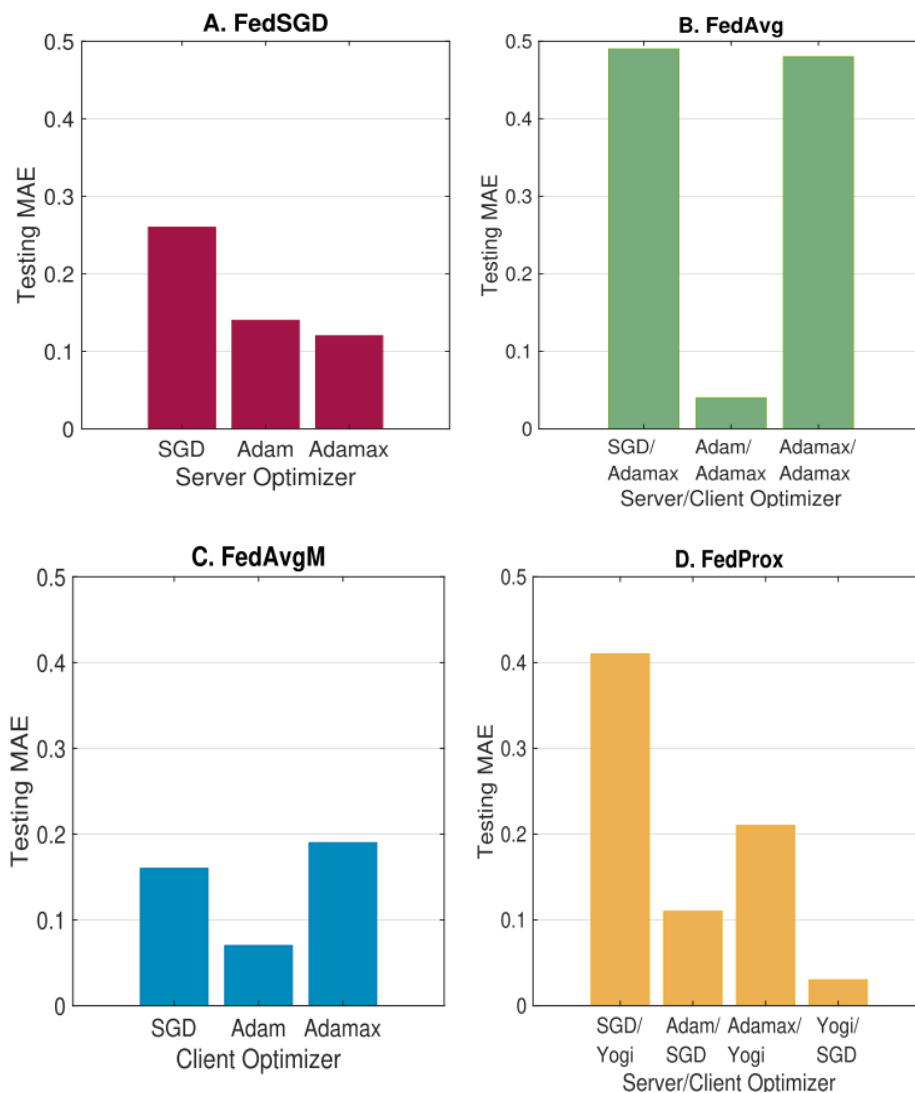 A. FedSGD
0.5
0.4
0.3
0.2
0.1
0
Testing MAE
SGD Adam Adamax
Server Optimizer
B. FedAvg
0.5
0.4
0.3
0.2
0.1
0
Testing MAE
SGD/ Adam/ Adamax/
Adamax Adamax Adamax
Server/Client Optimizer
C. FedAvgM
0.5
0.4
0.3
0.2
0.1
0
Testing MAE
SGD Adam Adamax
Client Optimizer
D. FedProx
0.5
0.4
0.3
0.2
0.1
0
Testing MAE
SGD/ Adam/ Adamax/ Yogi/
Yogi SGD Yogi SGD
Server/Client Optimizer